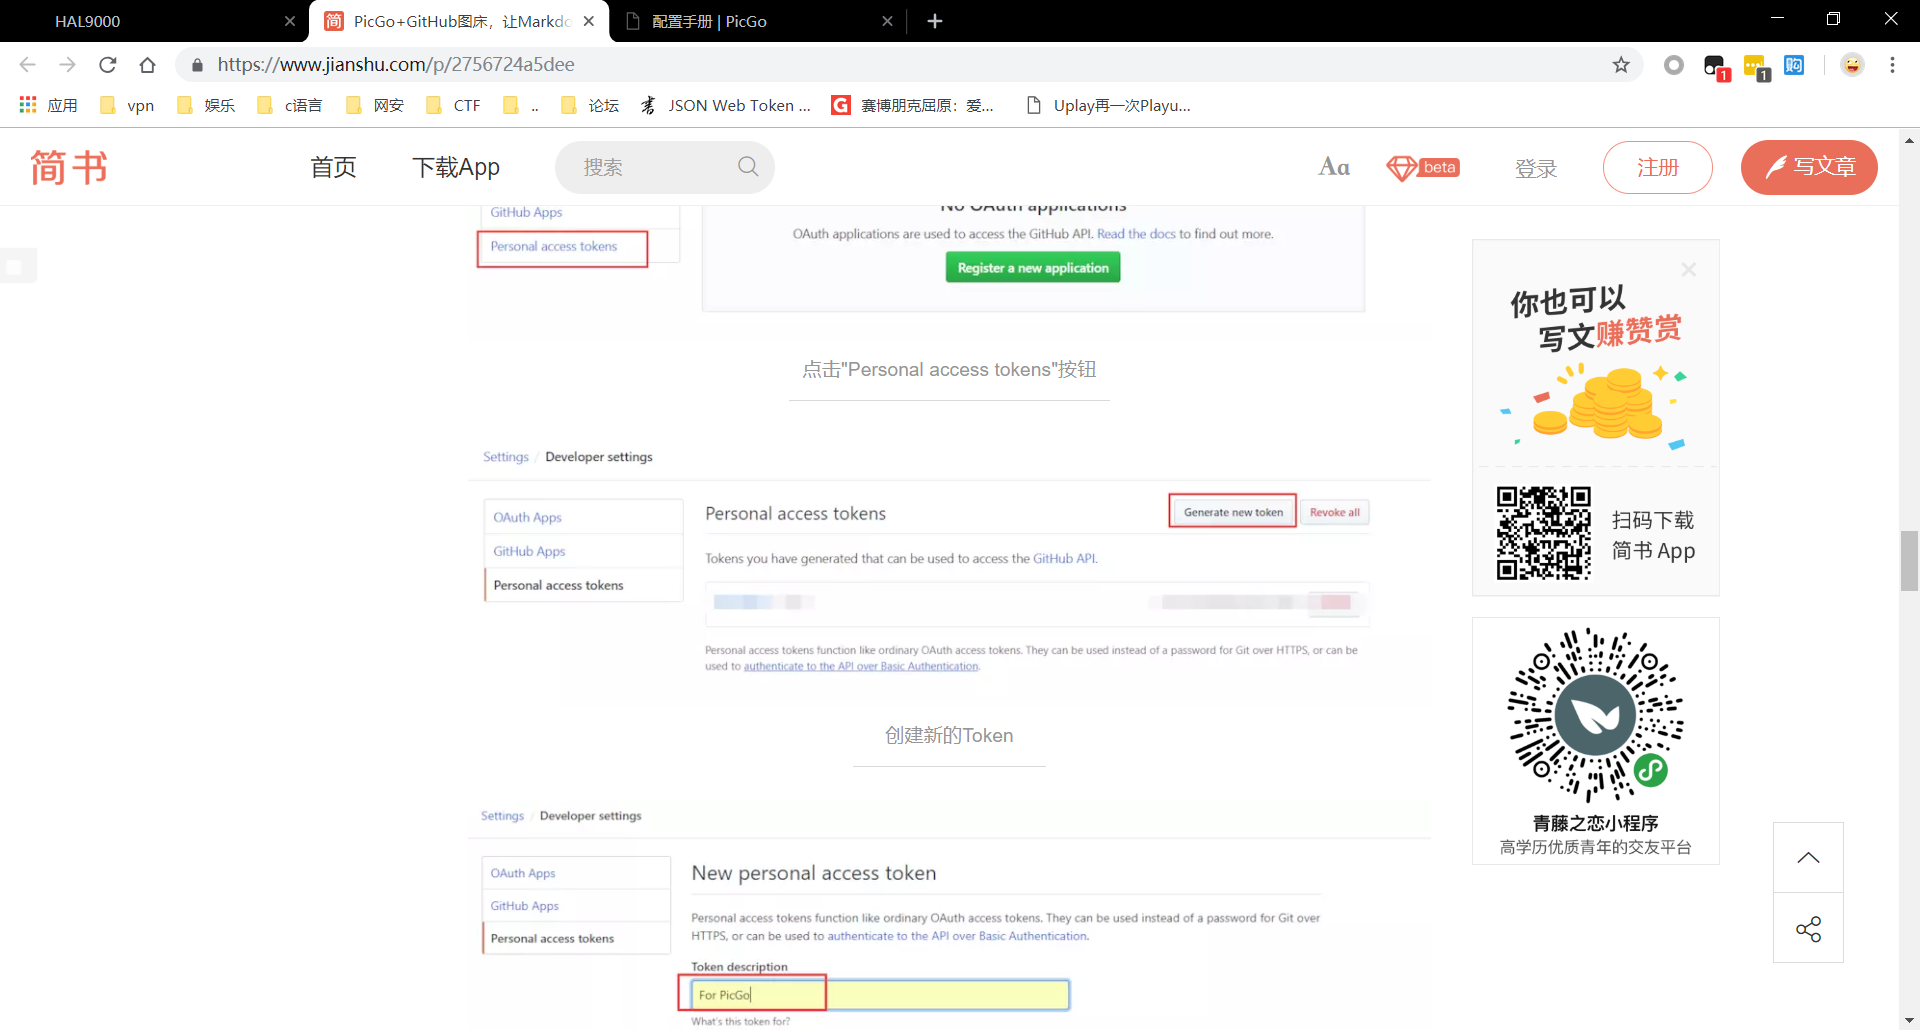 HAL9000
简 PicGo+GitHub图床，让Markdo
配置手册 | PicGo
https://www.jianshu.com/p/2756724a5dee
1
1
购
应用
vpn
娱乐
c语言
网安
CTF
..
论坛
JSON Web Token ...
G 赛博朋克屈原：爱...
Uplay再一次Playu...
简书
首页
下载App
搜索
Aa
beta
登录
注册
写文章
GitHub Apps
Personal access tokens
No OAuth applications
OAuth applications are used to access the GitHub API. Read the docs to find out more.
Register a new application
点击"Personal access tokens"按钮
Settings / Developer settings
OAuth Apps
GitHub Apps
Personal access tokens
Personal access tokens
Generate new token
Revoke all
Tokens you have generated that can be used to access the GitHub API.
Personal access tokens function like ordinary OAuth access tokens. They can be used instead of a password for Git over HTTPS, or can be
used to authenticate to the API over Basic Authentication.
创建新的Token
Settings / Developer settings
OAuth Apps
GitHub Apps
Personal access tokens
New personal access token
Personal access tokens function like ordinary OAuth access tokens. They can be used instead of a password for Git over
HTTPS, or can be used to authenticate to the API over Basic Authentication.
Token description
For PicGo
What's this token for?
你也可以
写文赚赞赏
扫码下载
简书 App
青藤之恋小程序
高学历优质青年的交友平台